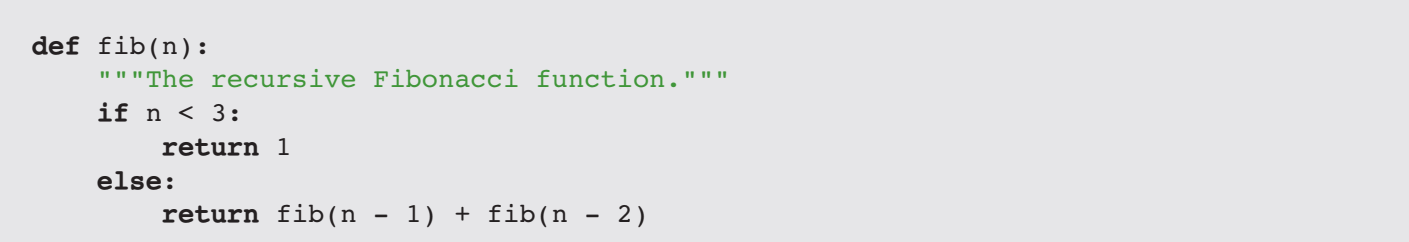 def fib(n):
    """The recursive Fibonacci function."""
    if n < 3:
        return 1
    else:
        return fib(n - 1) + fib(n - 2)